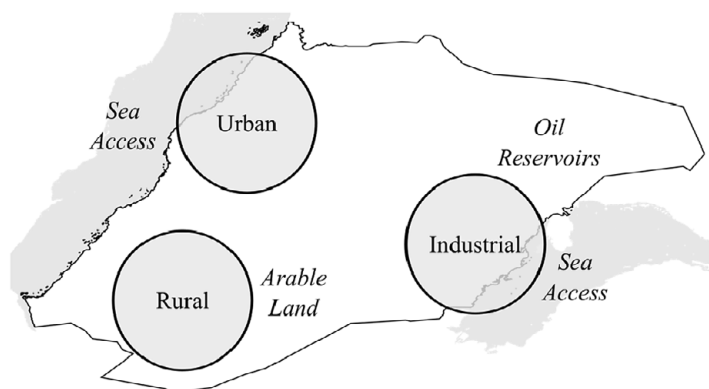 Sea
Access
Urban
Oil
Reservoirs
Industrial
Sea
Access
Rural
Arable
Land